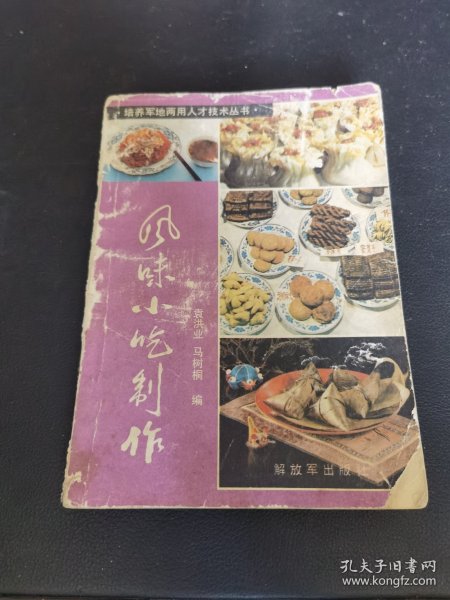 ·培养军地两用人才技术丛书·
风味小吃制作
袁洪业 马树桐 编
解放军出版社
孔夫子旧书网
www.kongfz.com